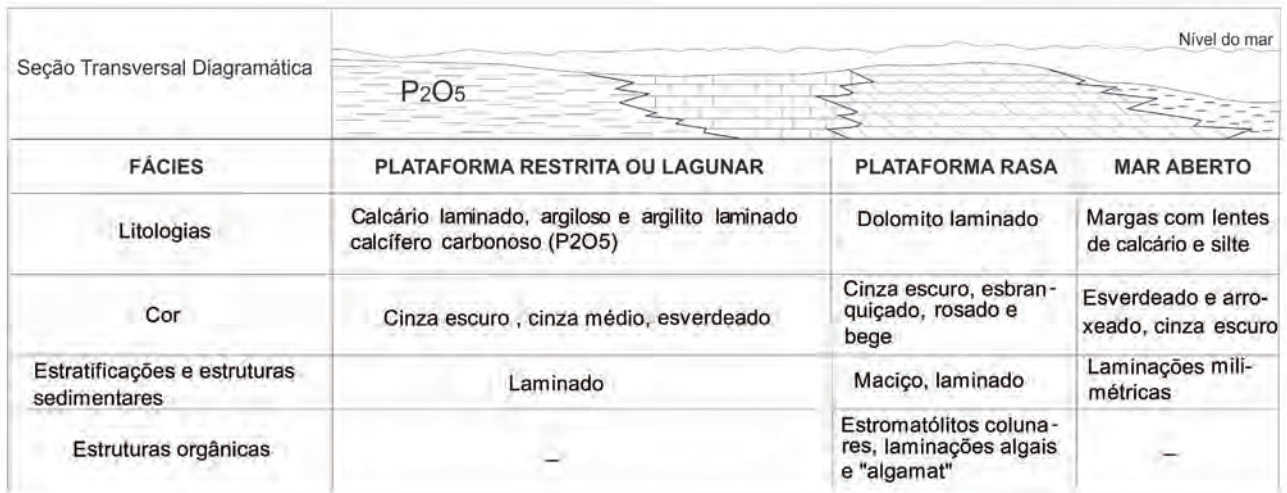 Nível do mar
Seção Transversal Diagramática
P2O5
FÁCIES
PLATAFORMA RESTRITA OU LAGUNAR
PLATAFORMA RASA
MAR ABERTO
Litologias
Calcário laminado, argiloso e argilito laminado
calcífero carbonoso (P2O5)
Dolomito laminado
Margas com lentes
de calcário e silte
Cor
Cinza escuro , cinza médio, esverdeado
Cinza escuro, esbran-
quiçado, rosado e
bege
Esverdeado e arro-
xeado, cinza escuro
Estratificações e estruturas
sedimentares
Laminado
Maciço, laminado
Laminações mili-
métricas
Estruturas orgânicas
–
Estromatólitos coluna-
res, laminações algais
e "algamat"
–